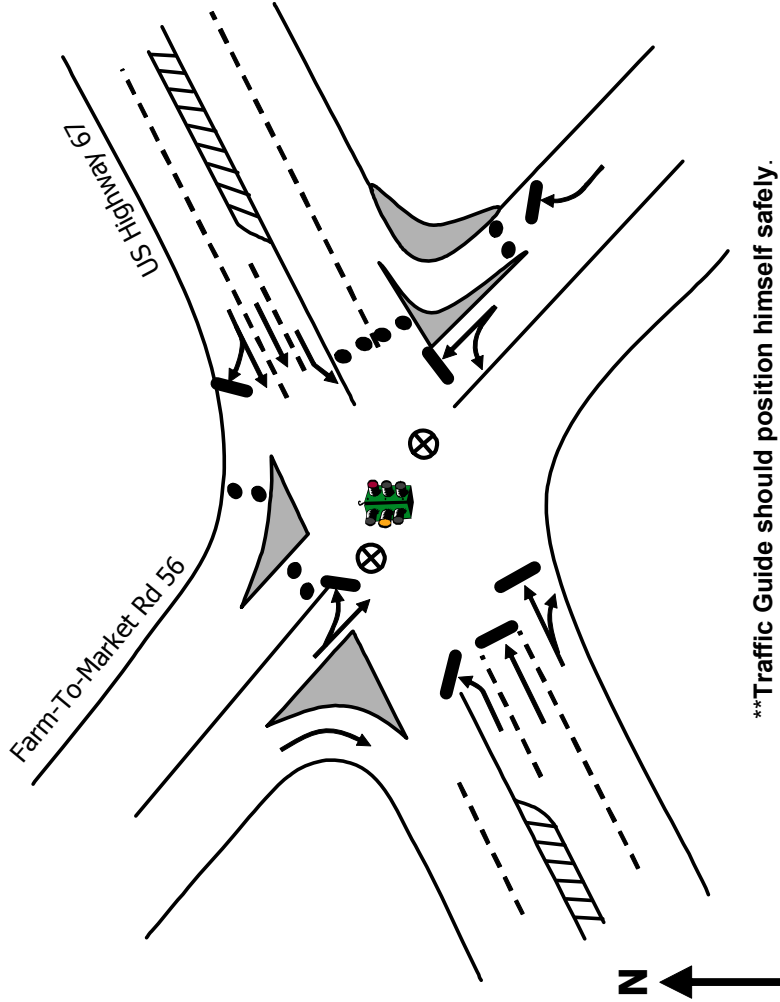 US Highway 67
Farm-To-Market Rd 56
**Traffic Guide should position himself safely.
N